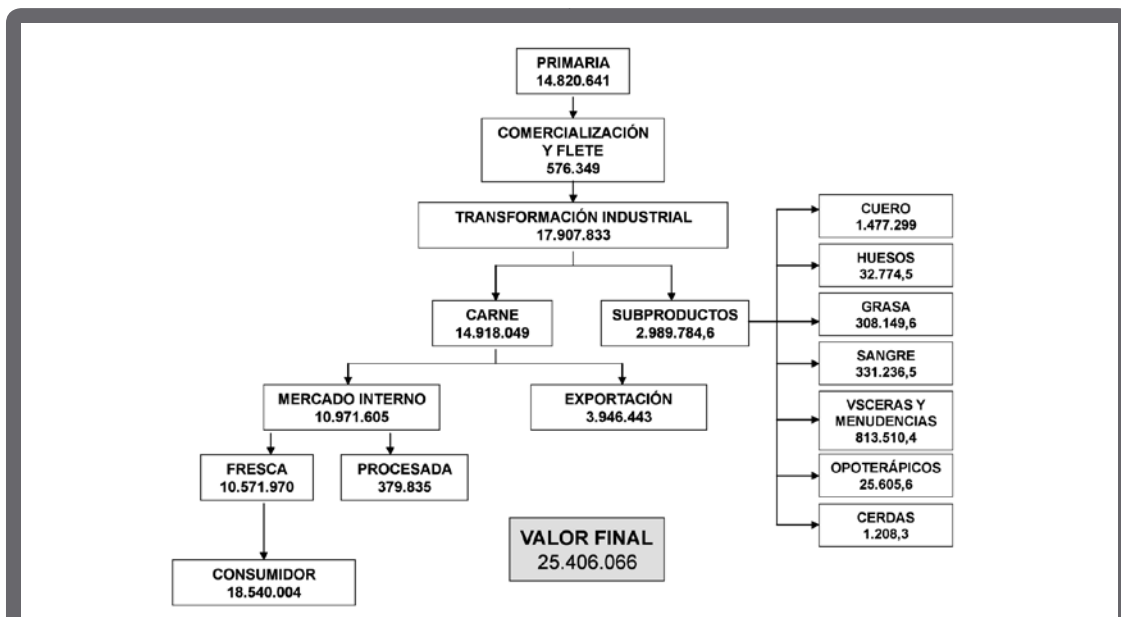 PRIMARIA
14.820.641
COMERCIALIZACIÓN
Y FLETE
576.349
TRANSFORMACIÓN INDUSTRIAL
17.907.833
CARNE
14.918.049
SUBPRODUCTOS
2.989.784,6
MERCADO INTERNO
10.971.605
EXPORTACIÓN
3.946.443
FRESCA
10.571.970
PROCESADA
379.835
CONSUMIDOR
18.540.004
VALOR FINAL
25.406.066
CUERO
1.477.299
HUESOS
32.774,5
GRASA
308.149,6
SANGRE
331.236,5
VSCERAS Y
MENUDENCIAS
813.510,4
OPOTERÁPICOS
25.605,6
CERDAS
1.208,3